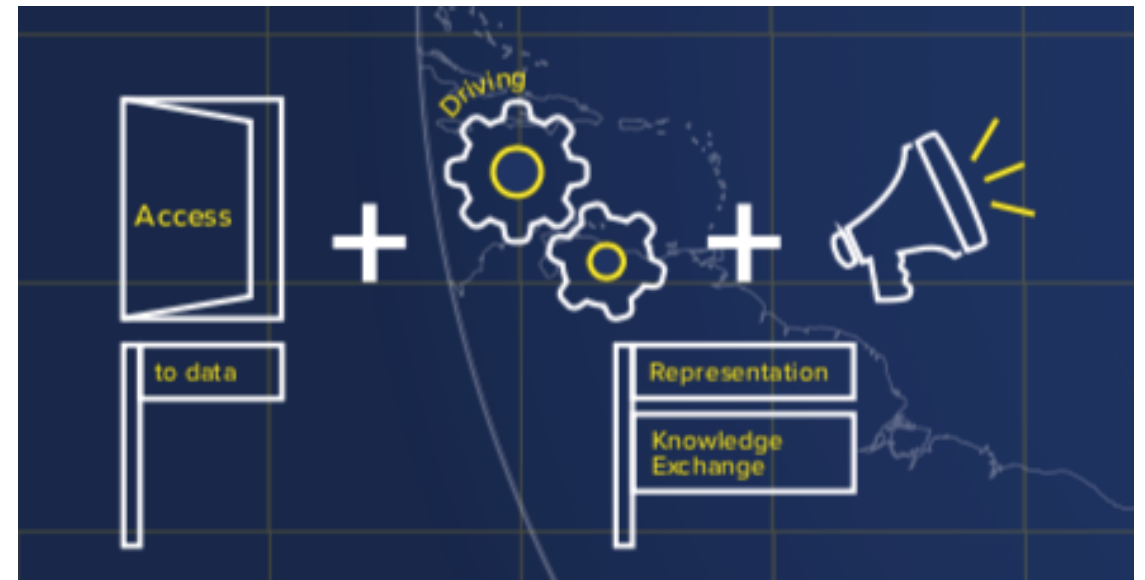 Driving
Access
to data
Representation
Knowledge
Exchange